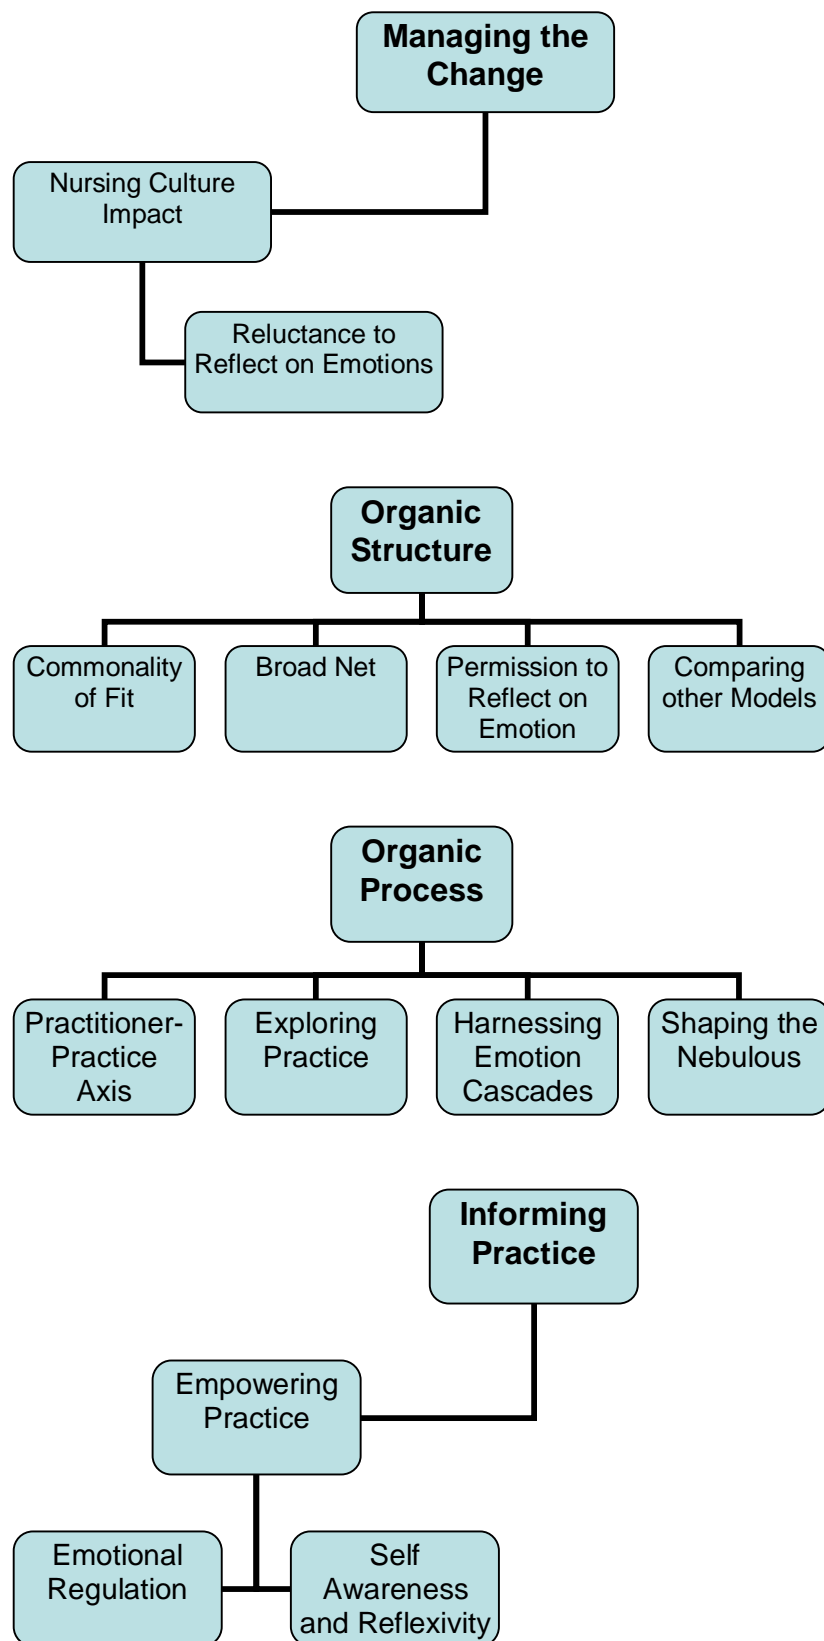 Managing the
Change
Nursing Culture
Impact
Reluctance to
Reflect on Emotions
Organic
Structure
Commonality
of Fit
Broad Net
Permission to
Reflect on
Emotion
Comparing
other Models
Organic
Process
Practitioner-
Practice
Axis
Exploring
Practice
Harnessing
Emotion
Cascades
Shaping the
Nebulous
Informing
Practice
Empowering
Practice
Emotional
Regulation
Self
Awareness
and Reflexivity